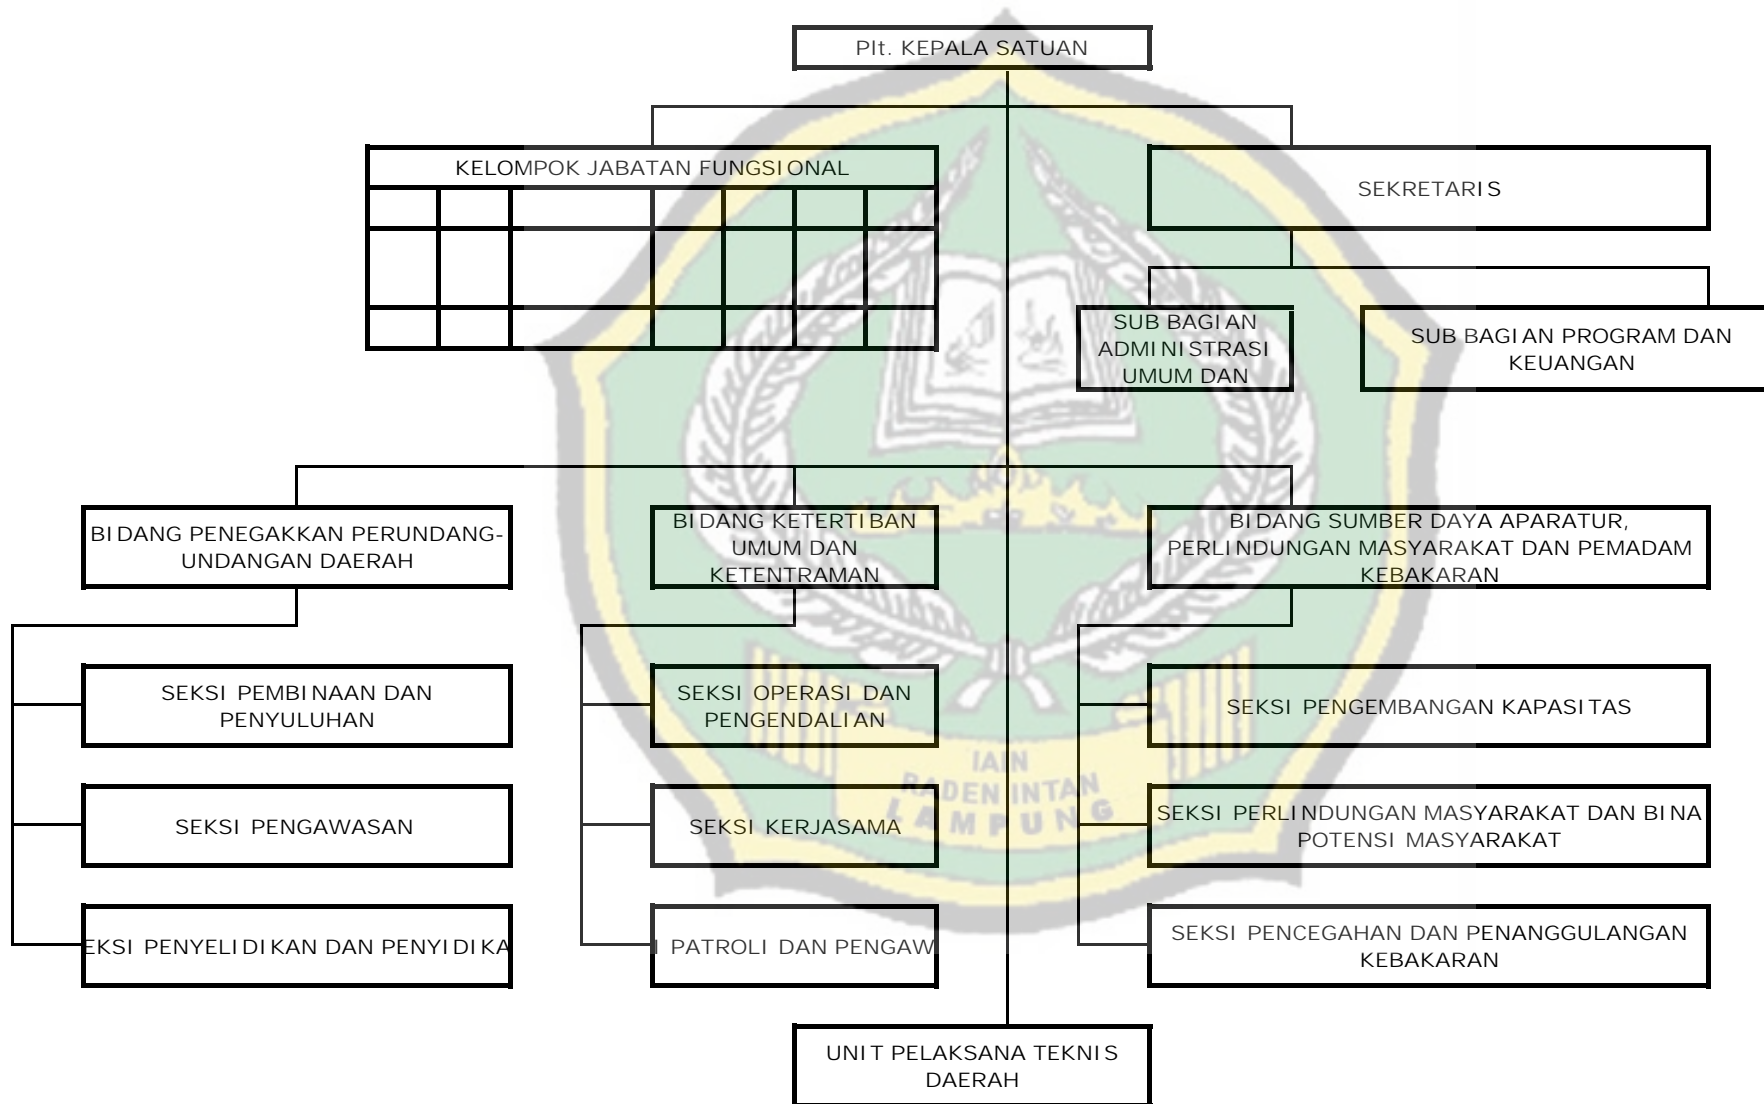 Plt. KEPALA SATUAN
KELOMPOK JABATAN FUNGSIONAL
SEKRETARIS
SUB BAGIAN
ADMINISTRASI
UMUM DAN
SUB BAGIAN PROGRAM DAN
KEUANGAN
BIDANG PENEGAKKAN PERUNDANG-
UNDANGAN DAERAH
BIDANG KETERTIBAN
UMUM DAN
KETENTRAMAN
BIDANG SUMBER DAYA APARATUR,
PERLINDUNGAN MASYARAKAT DAN PEMADAM
KEBAKARAN
SEKSI PEMBINAAN DAN
PENYULUHAN
SEKSI OPERASI DAN
PENGENDALIAN
SEKSI PENGEMBANGAN KAPASITAS
SEKSI PENGAWASAN
SEKSI KERJASAMA
SEKSI PERLINDUNGAN MASYARAKAT DAN BINA
POTENSI MASYARAKAT
EKSI PENYELIDIKAN DAN PENYIDIKA
I PATROLI DAN PENGAW
SEKSI PENCEGAHAN DAN PENANGGULANGAN
KEBAKARAN
UNIT PELAKSANA TEKNIS
DAERAH
IAIN
RADEN INTAN
LAMPUNG